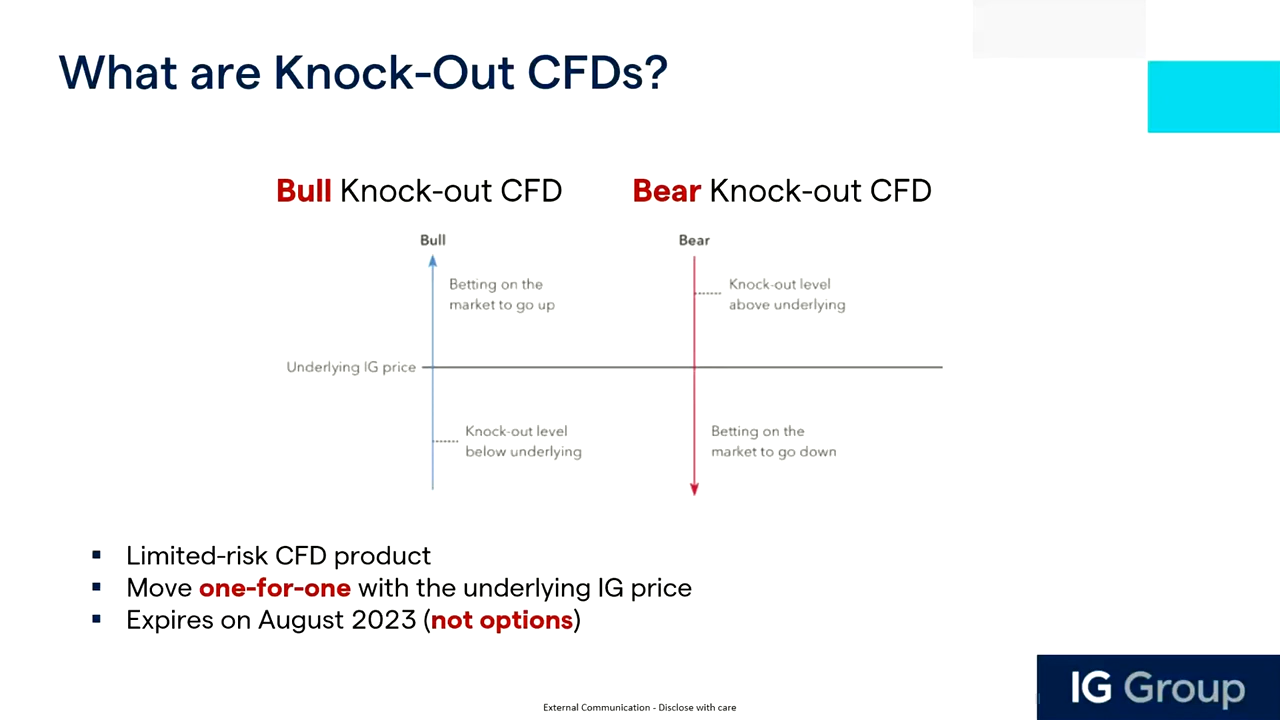 What are Knock-Out CFDs?
Bull Knock-out CFD
Bear Knock-out CFD
Bull
Bear
Betting on the
market to go up
Knock-out level
above underlying
Underlying IG price
Knock-out level
below underlying
Betting on the
market to go down
▪ Limited-risk CFD product
▪ Move one-for-one with the underlying IG price
▪ Expires on August 2023 (not options)
IG Group
External Communication - Disclose with care